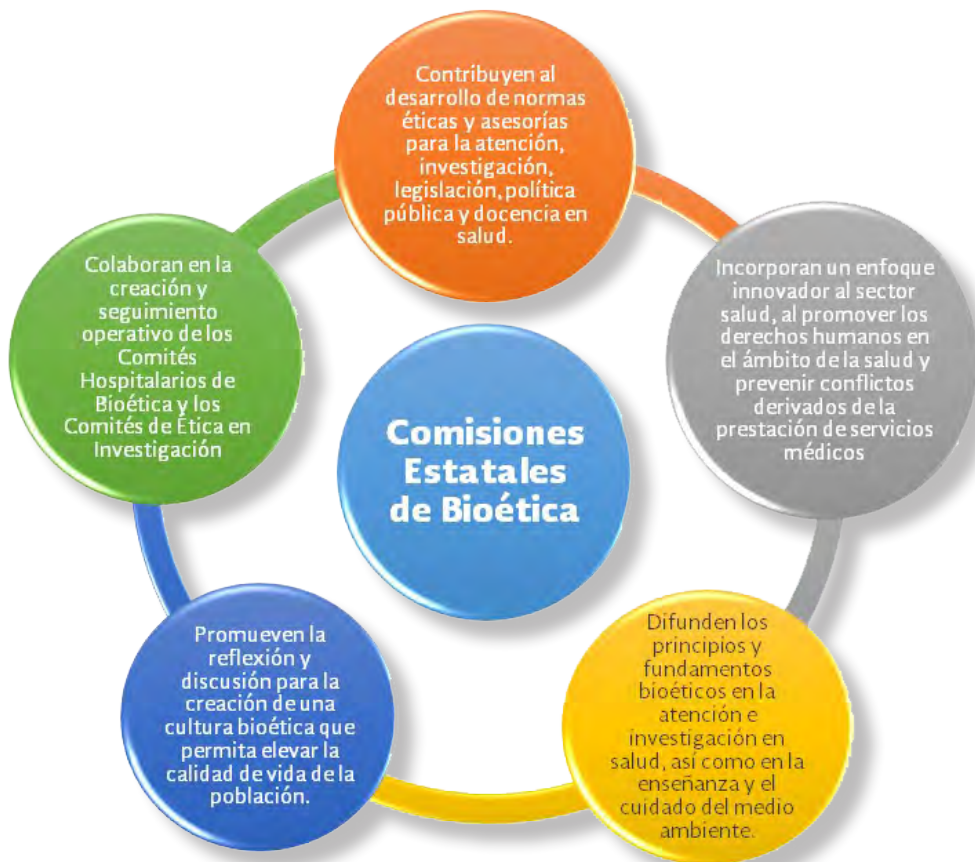 Contribuyen al
desarrollo de normas
éticas y asesorías
para la atención,
investigación,
legislación, política
pública y docencia en
salud.
Incorporan un enfoque
innovador al sector
salud, al promover los
derechos humanos en
el ámbito de la salud y
prevenir conflictos
derivados de la
prestación de servicios
médicos
Difunden los
principios y
fundamentos
bioéticos en la
atención e
investigación en
salud, así como en la
enseñanza y el
cuidado del medio
ambiente.
Promueven la
reflexión y
discusión para la
creación de una
cultura bioética que
permita elevar la
calidad de vida de la
población.
Colaboran en la
creación y
seguimiento
operativo de los
Comités
Hospitalarios de
Bioética y los
Comités de Ética en
Investigación
Comisiones
Estatales
de Bioética